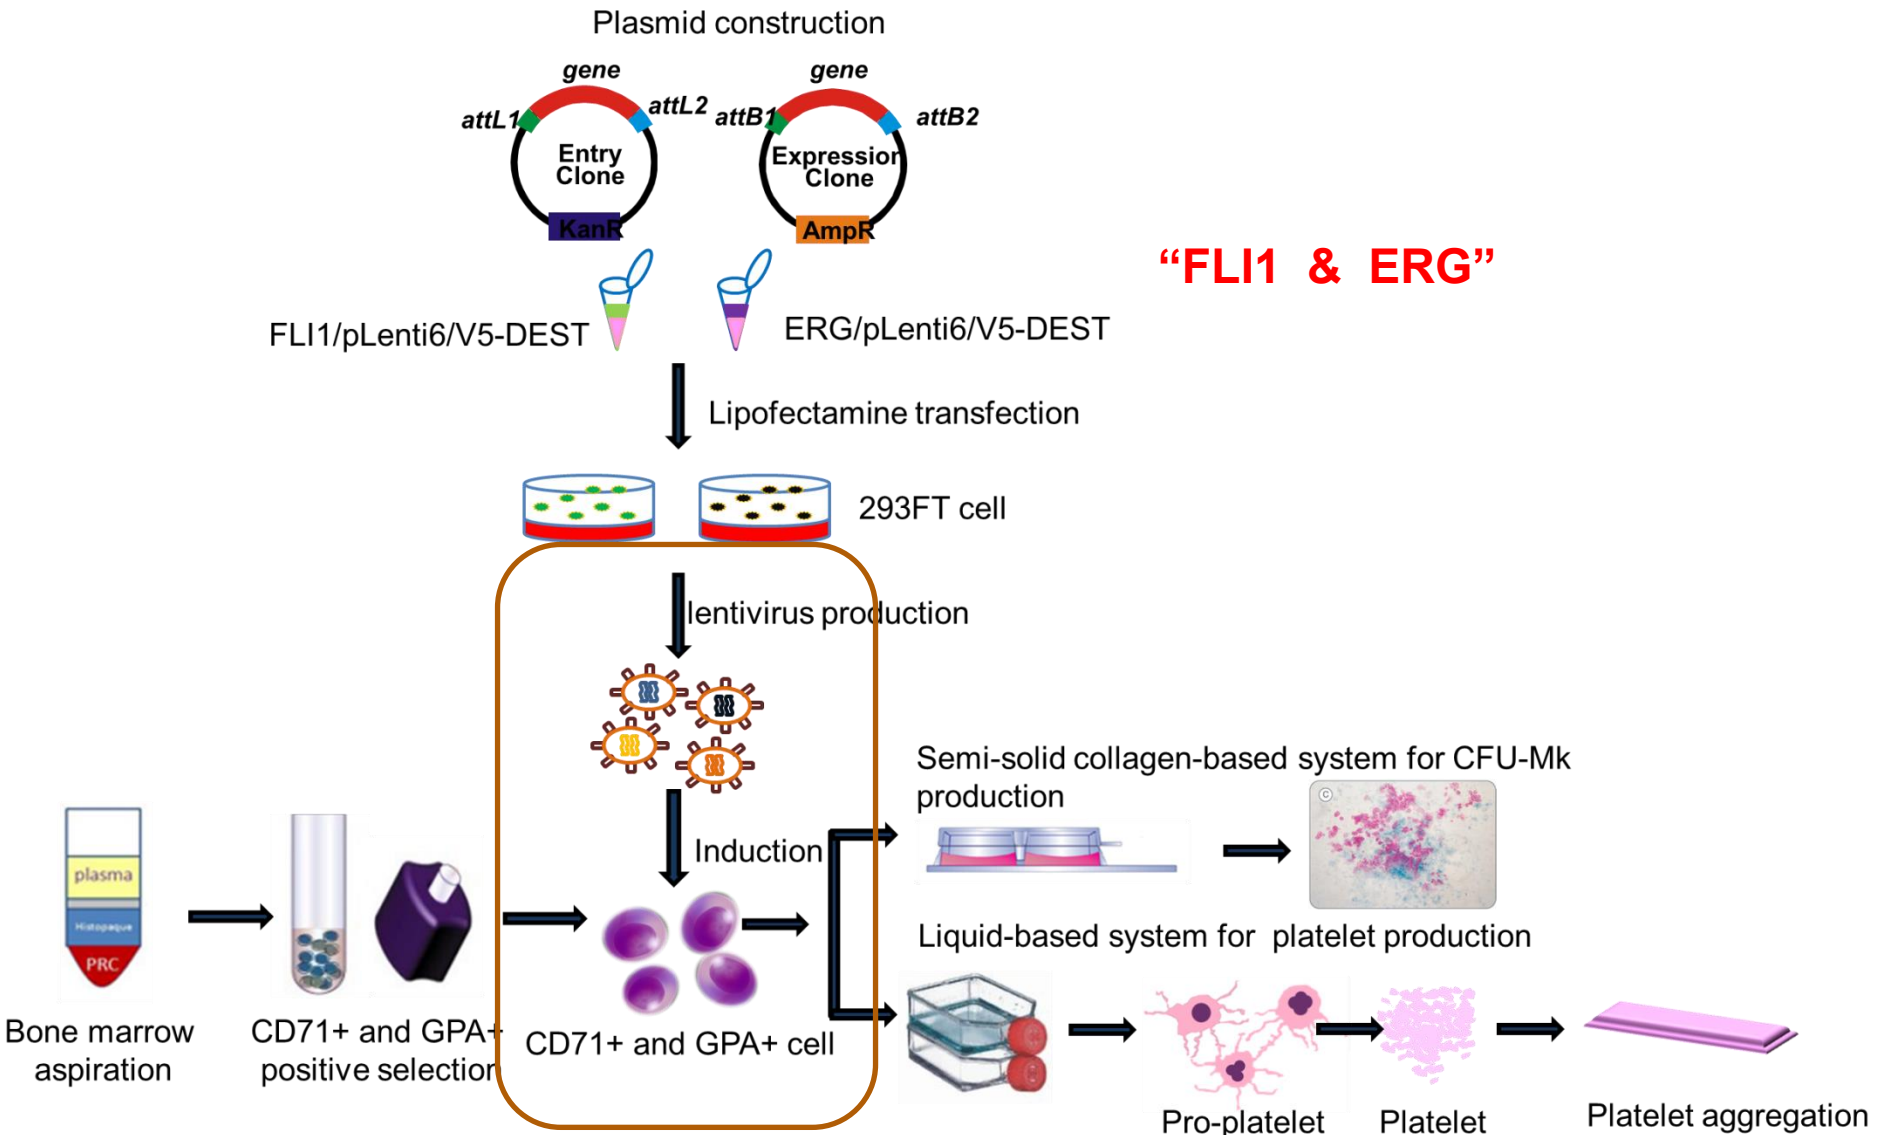 Plasmid construction
gene
gene
attL1
attL2
attB1
attB2
Entry
Clone
Expression
Clone
KanR
AmpR
“FLI1 & ERG”
FLI1/pLenti6/V5-DEST
ERG/pLenti6/V5-DEST
Lipofectamine transfection
293FT cell
lentivirus production
Semi-solid collagen-based system for CFU-Mk
production
©
Induction
plasma
Histopaque
PRC
Liquid-based system for platelet production
Bone marrow
aspiration
CD71+ and GPA+
positive selection
CD71+ and GPA+ cell
Pro-platelet
Platelet
Platelet aggregation